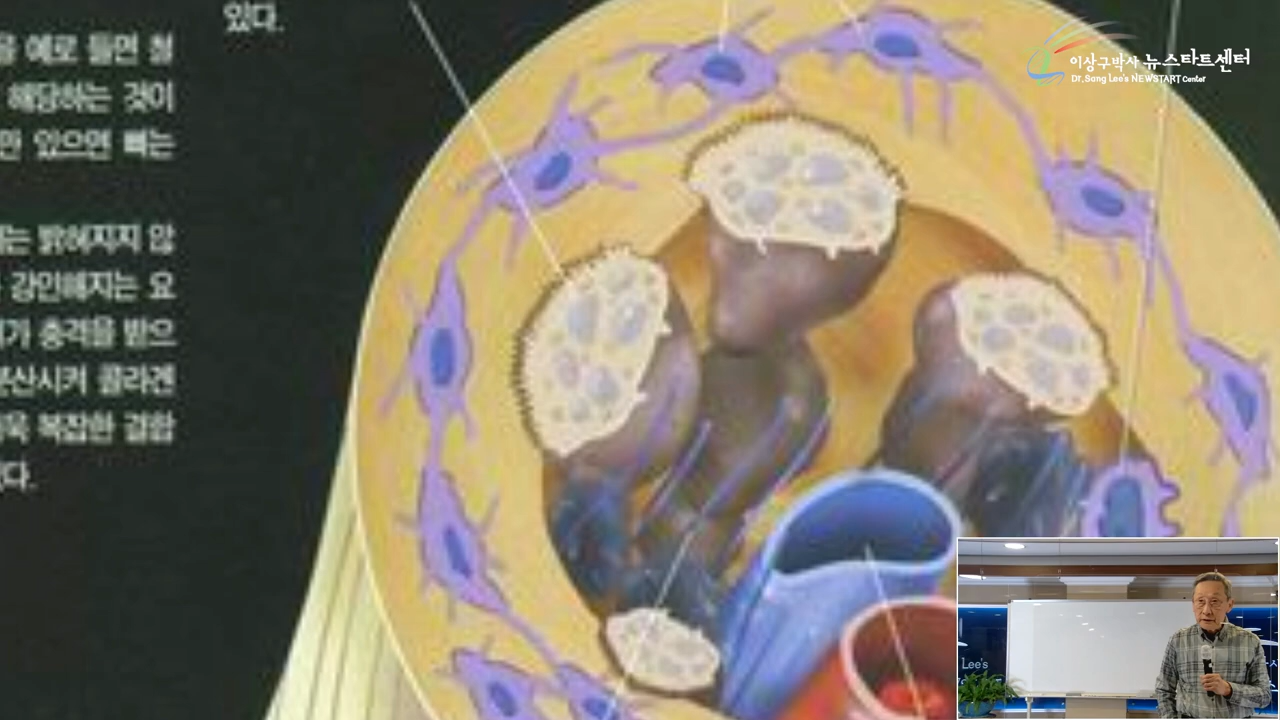 있다.
을 예로 들면 철
해당하는 것이
만 있으면 빼는
는 밝혀지지 않
강인해지는 요
가 충격을 받으
분산시켜 콜라겐
욱 복잡한 결합
다.
이상구박사 뉴스타트센터
Dr. Sang Lee's NEWSTART Center
Lee's